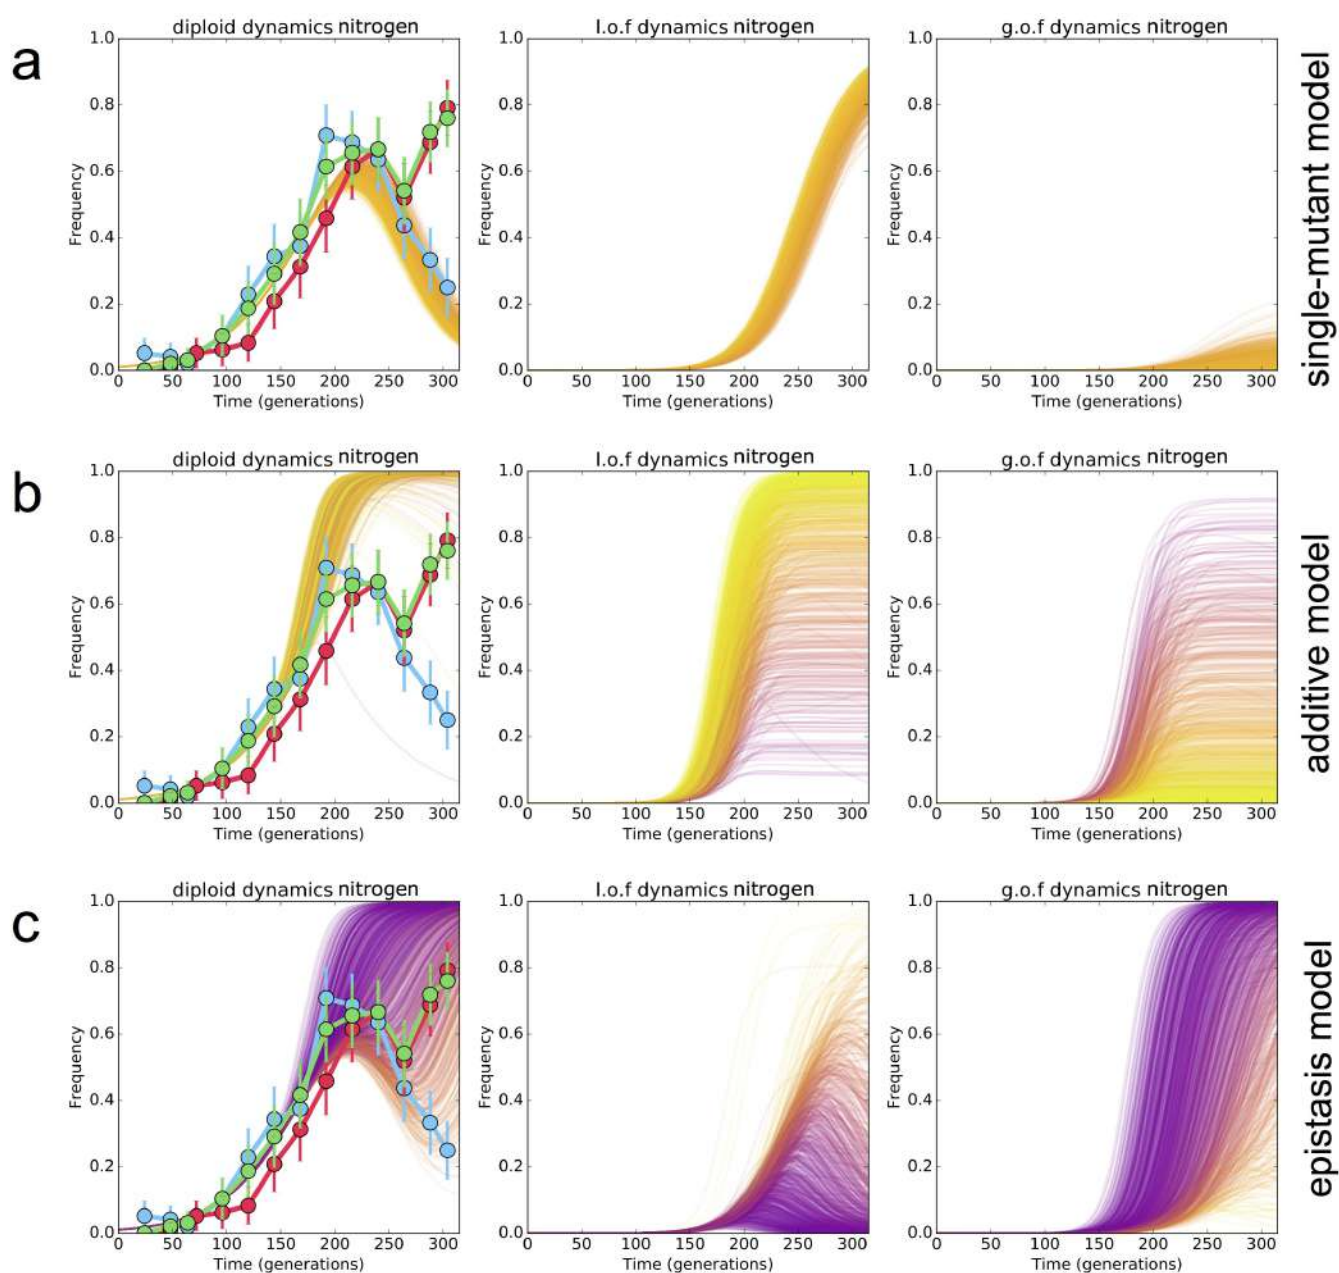 a
diploid dynamics nitrogen
l.o.f dynamics nitrogen
g.o.f dynamics nitrogen
1.0
0.8
0.6
0.4
0.2
0.0
Frequency
0 50 100 150 200 250 300
Time (generations)
1.0
0.8
0.6
0.4
0.2
0.0
Frequency
0 50 100 150 200 250 300
Time (generations)
1.0
0.8
0.6
0.4
0.2
0.0
Frequency
0 50 100 150 200 250 300
Time (generations)
single-mutant model
b
diploid dynamics nitrogen
l.o.f dynamics nitrogen
g.o.f dynamics nitrogen
1.0
0.8
0.6
0.4
0.2
0.0
Frequency
0 50 100 150 200 250 300
Time (generations)
1.0
0.8
0.6
0.4
0.2
0.0
Frequency
0 50 100 150 200 250 300
Time (generations)
1.0
0.8
0.6
0.4
0.2
0.0
Frequency
0 50 100 150 200 250 300
Time (generations)
additive model
c
diploid dynamics nitrogen
l.o.f dynamics nitrogen
g.o.f dynamics nitrogen
1.0
0.8
0.6
0.4
0.2
0.0
Frequency
0 50 100 150 200 250 300
Time (generations)
1.0
0.8
0.6
0.4
0.2
0.0
Frequency
0 50 100 150 200 250 300
Time (generations)
1.0
0.8
0.6
0.4
0.2
0.0
Frequency
0 50 100 150 200 250 300
Time (generations)
epistasis model